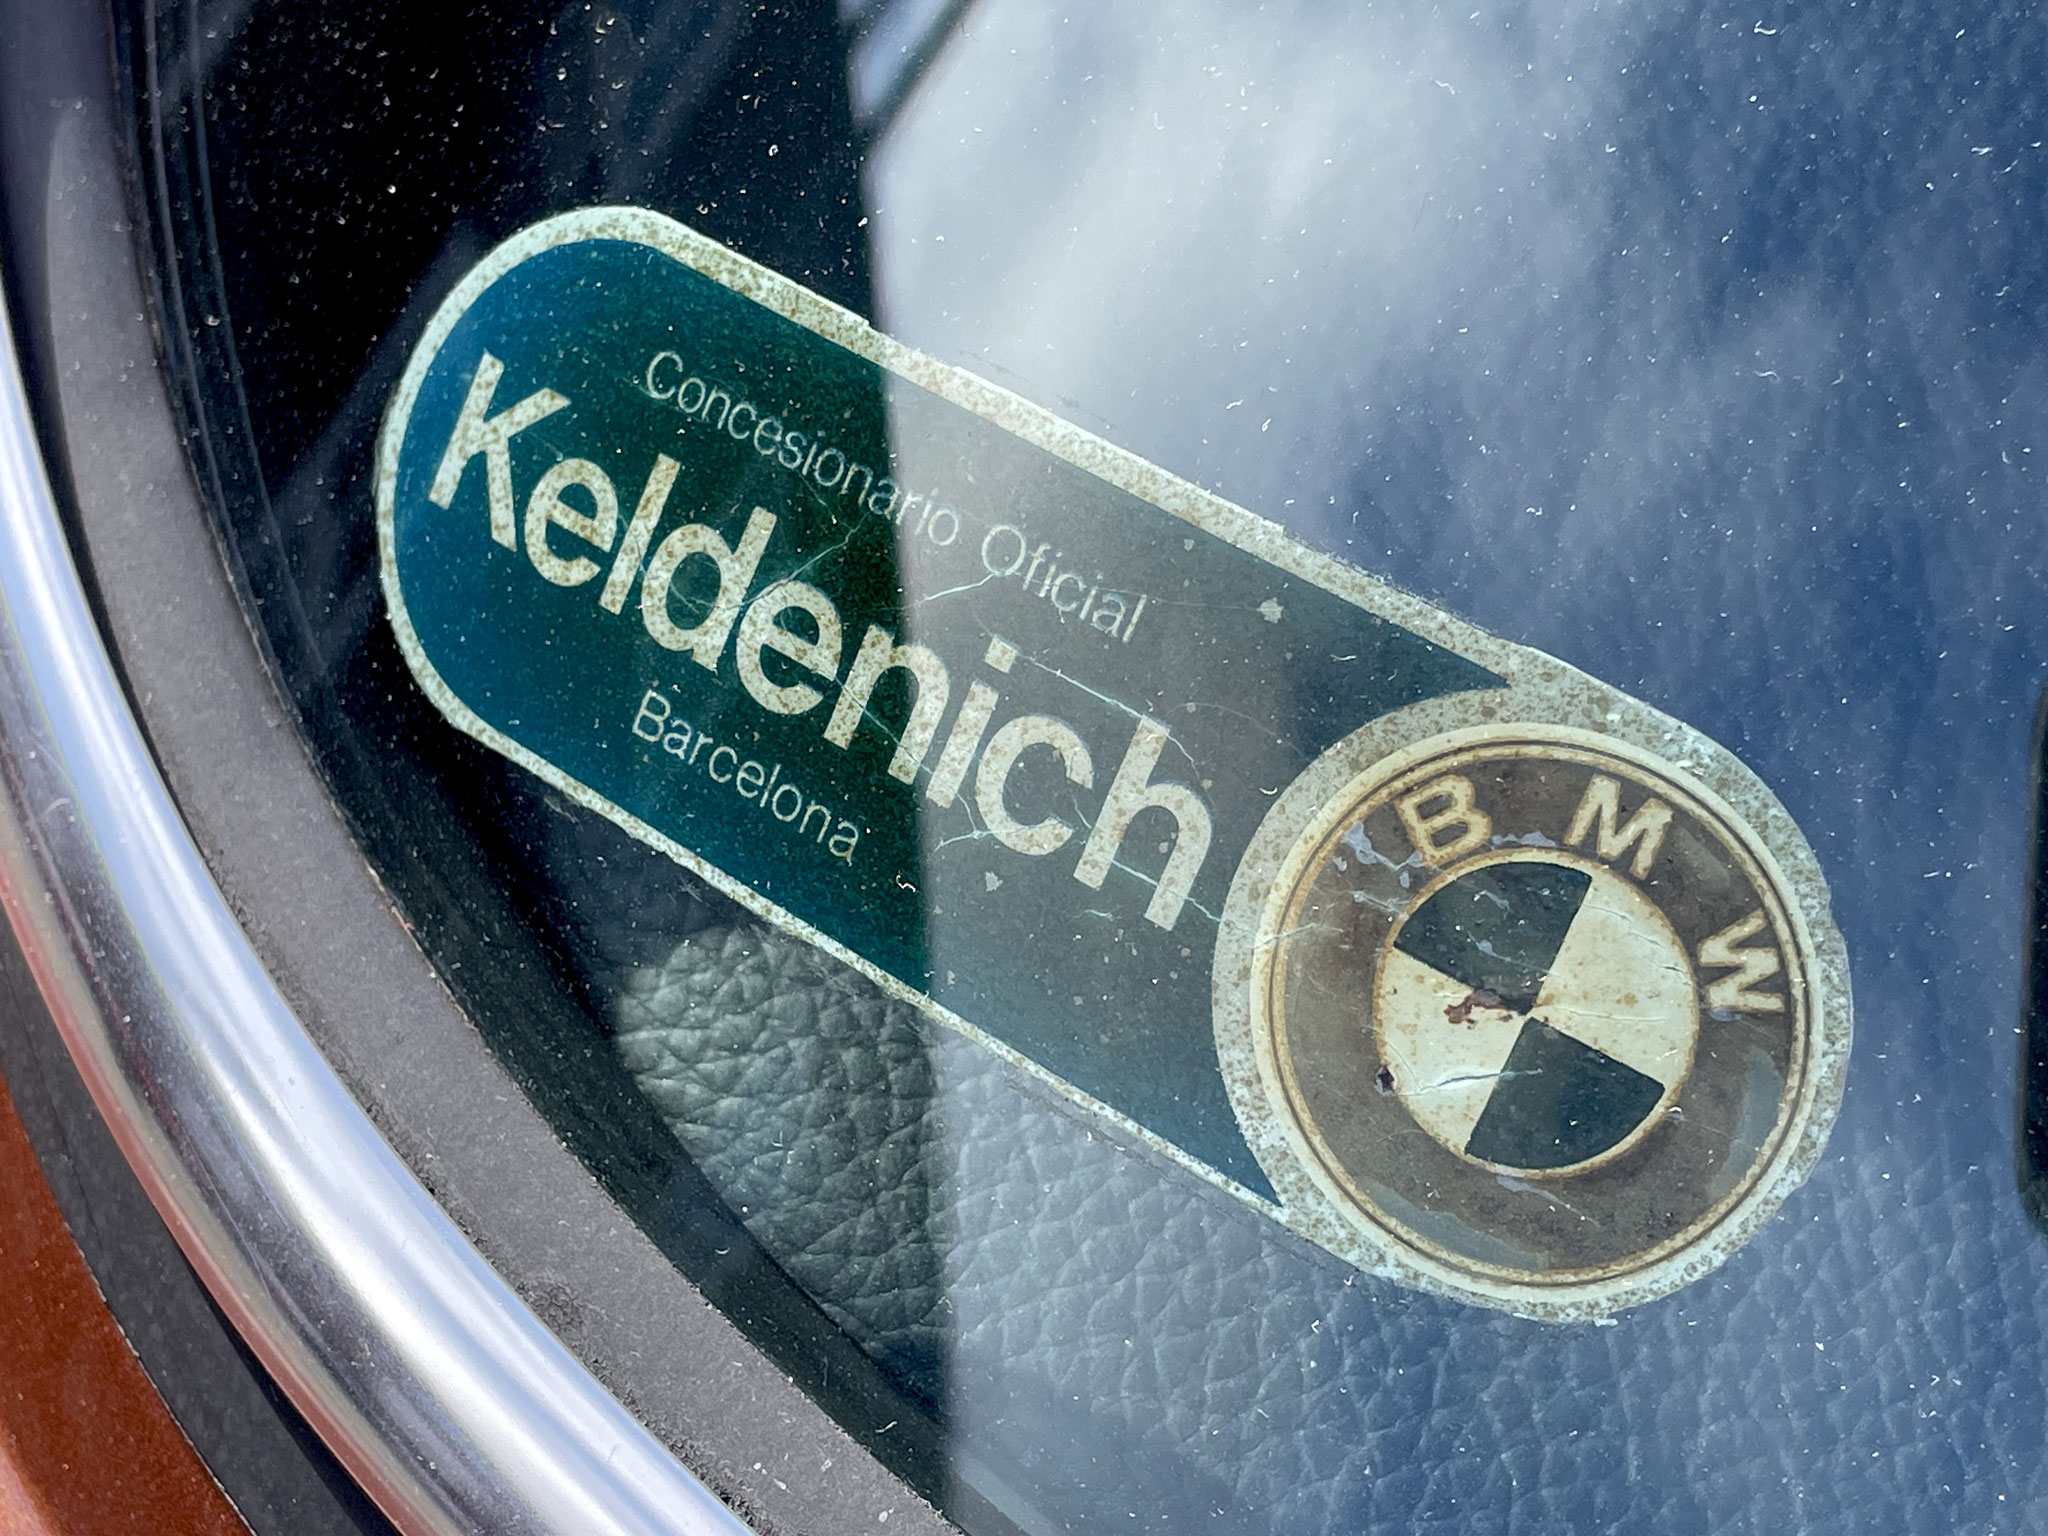 Concesionario Oficial
Keldenich
Barcelona
BMW